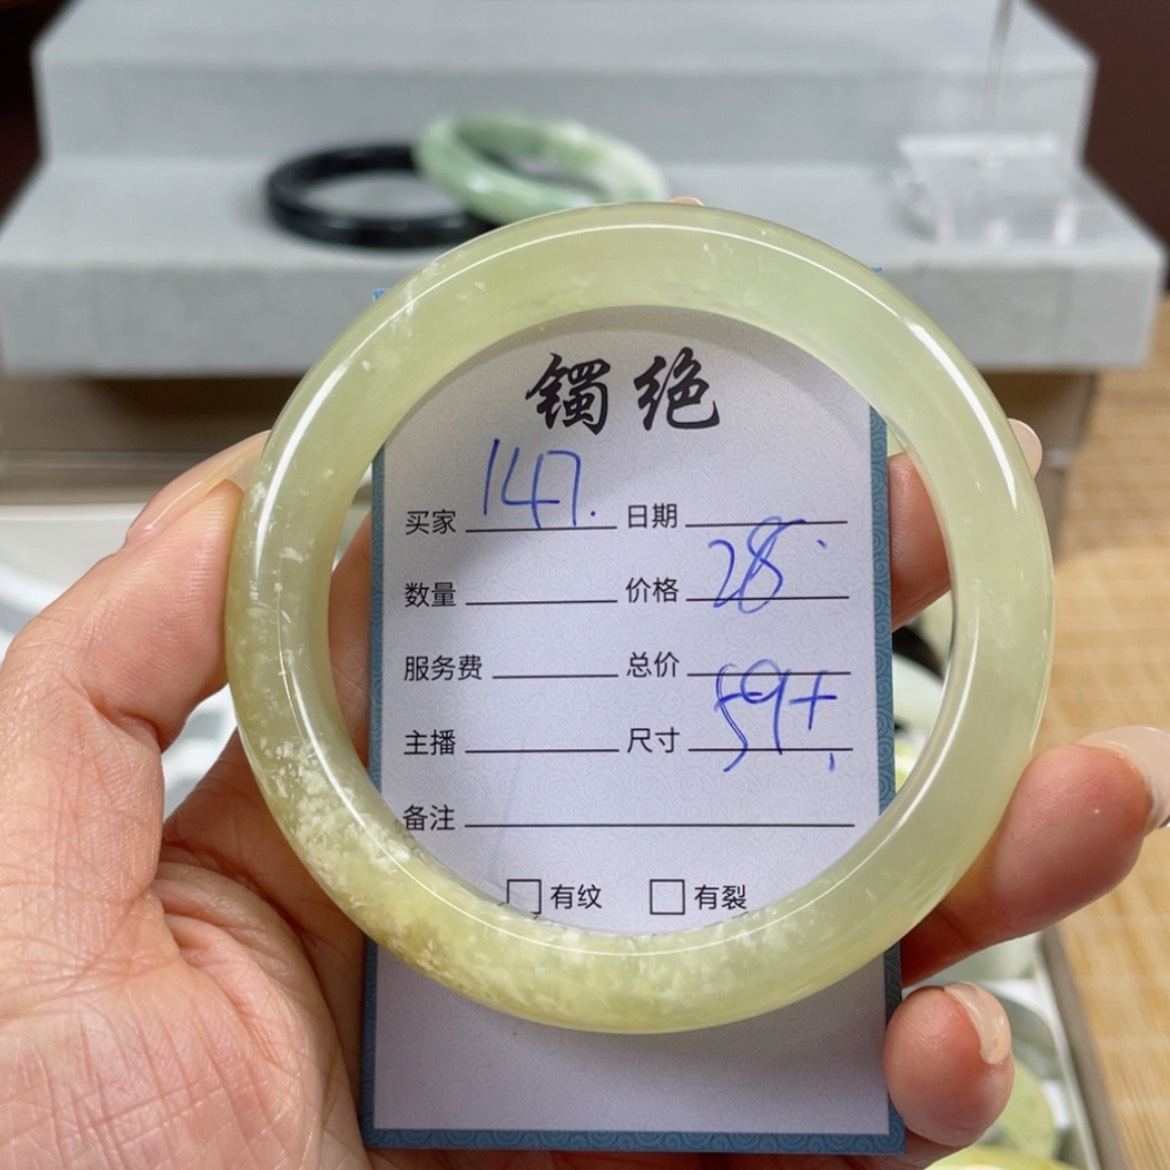 镯绝
买家 147. 日期
数量 价格 28
服务费 总价
主播 尺寸 59+
备注
□有纹 □有裂